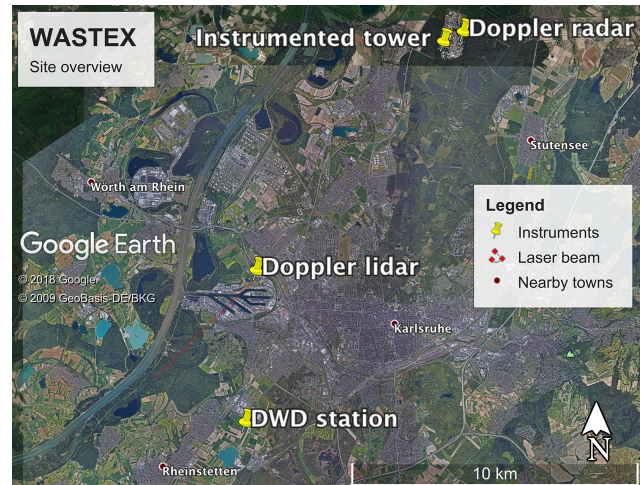 WASTEX
Site overview
Instrumented tower
Doppler radar
Stutensee
Wörth am Rhein
Legend
Instruments
Laser beam
Nearby towns
Google Earth
© 2018 Google
© 2009 GeoBasis-DE/BKG
Doppler lidar
Karlsruhe
DWD station
Rheinstetten
N
10 km